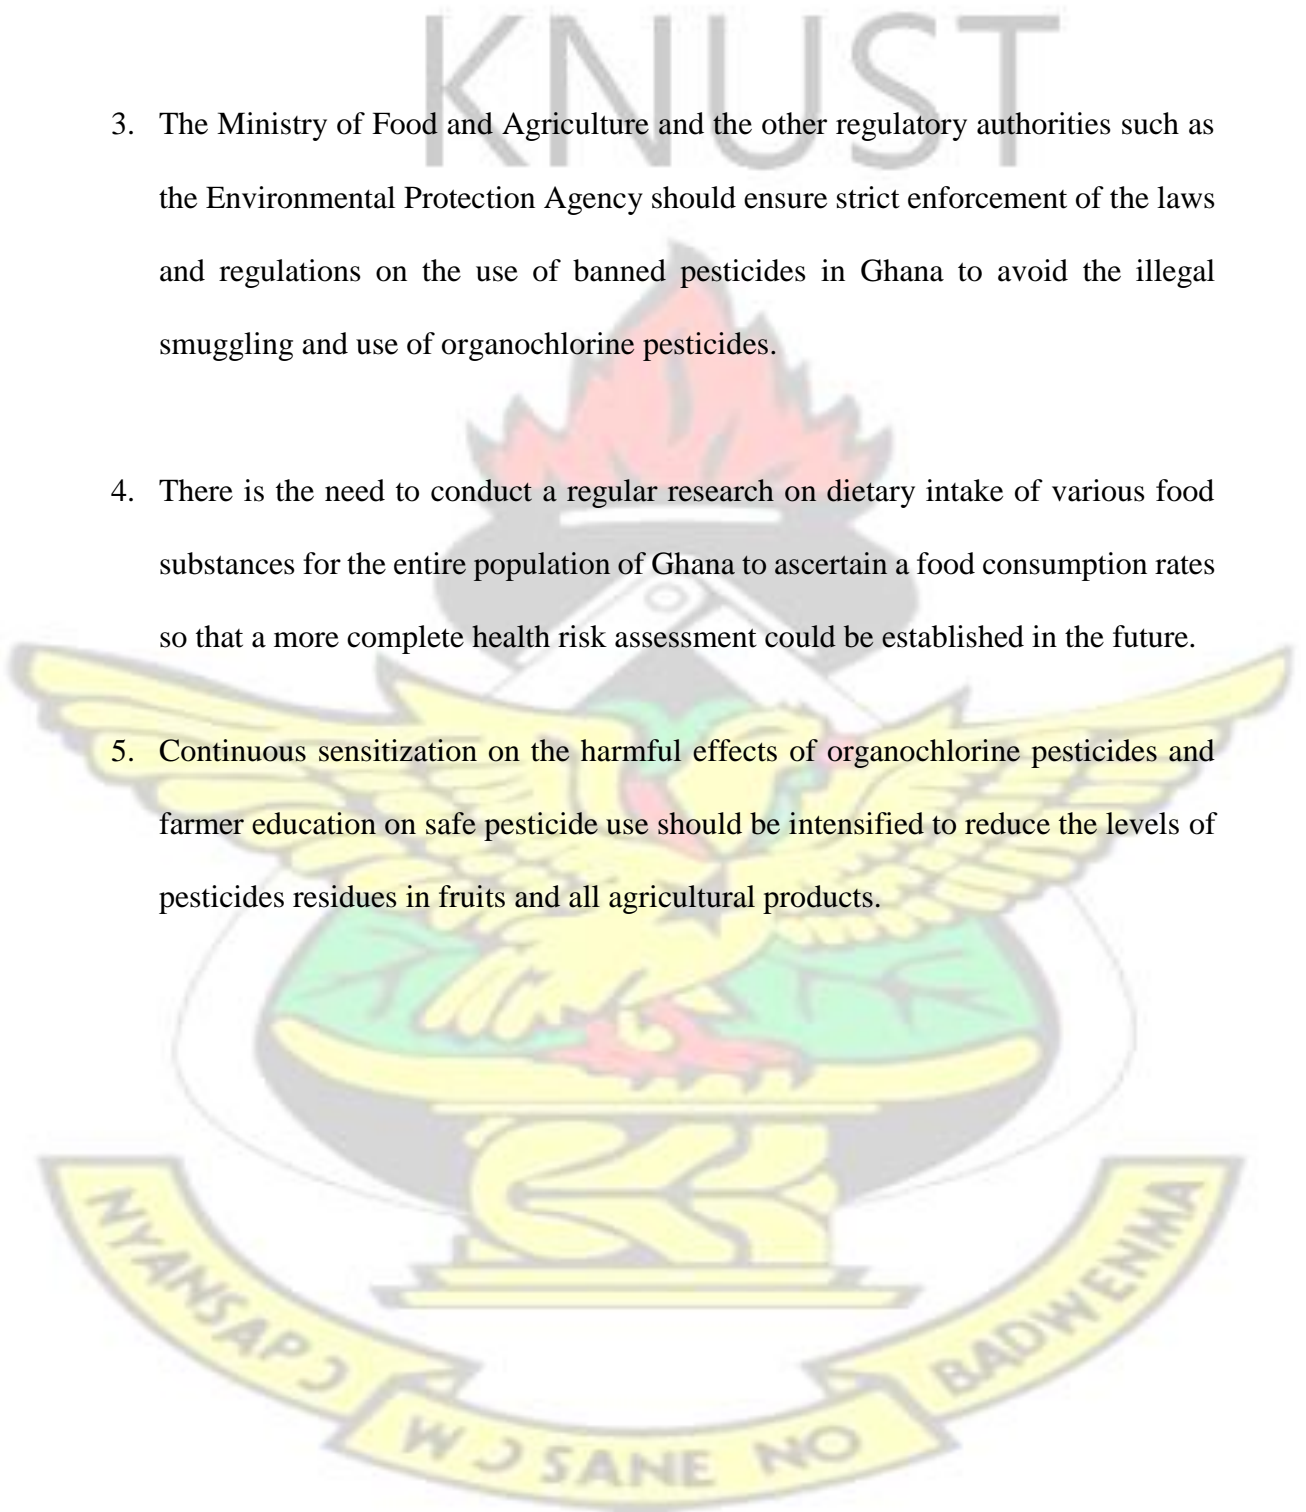 KNUST
3. The Ministry of Food and Agriculture and the other regulatory authorities such as
the Environmental Protection Agency should ensure strict enforcement of the laws
and regulations on the use of banned pesticides in Ghana to avoid the illegal
smuggling and use of organochlorine pesticides.
4. There is the need to conduct a regular research on dietary intake of various food
substances for the entire population of Ghana to ascertain a food consumption rates
so that a more complete health risk assessment could be established in the future.
5. Continuous sensitization on the harmful effects of organochlorine pesticides and
farmer education on safe pesticide use should be intensified to reduce the levels of
pesticides residues in fruits and all agricultural products.
NYANSAPƆ
WƆ SANE NO
BADWENMA